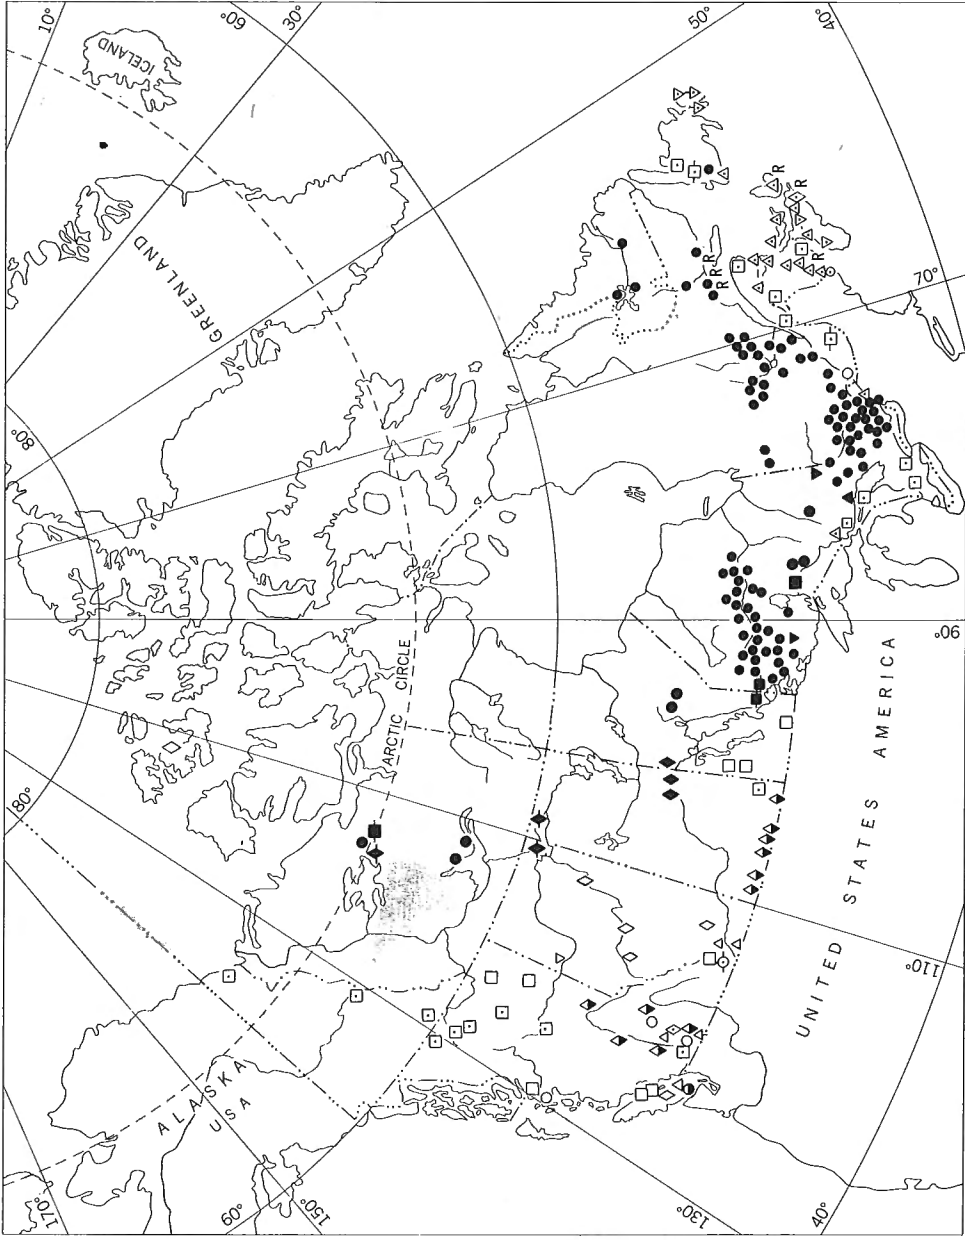 10°
ICELAND
30°
60°
50°
40°
GREENLAND
80°
70°
R
R
R
R
R
R
ARCTIC CIRCLE
90°
80°
UNITED STATES AMERICA
110°
ALASKA
USA
170°
60°
150°
130°
40°